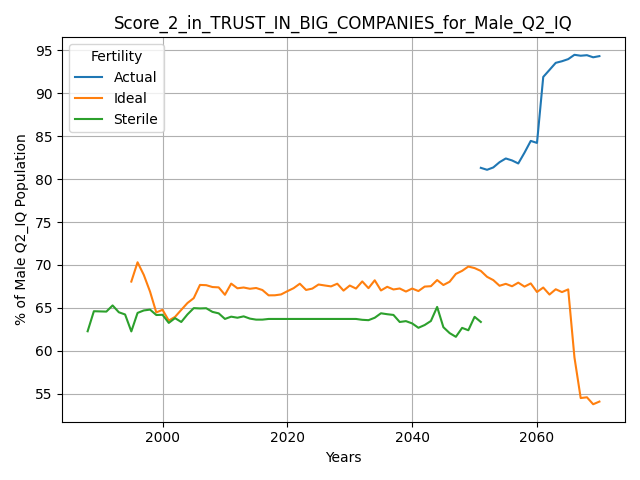 Score_2_in_TRUST_IN_BIG_COMPANIES_for_Male_Q2_IQ
Fertility
Actual
Ideal
Sterile
% of Male Q2_IQ Population
95
90
85
80
75
70
65
60
55
2000
2020
2040
2060
Years